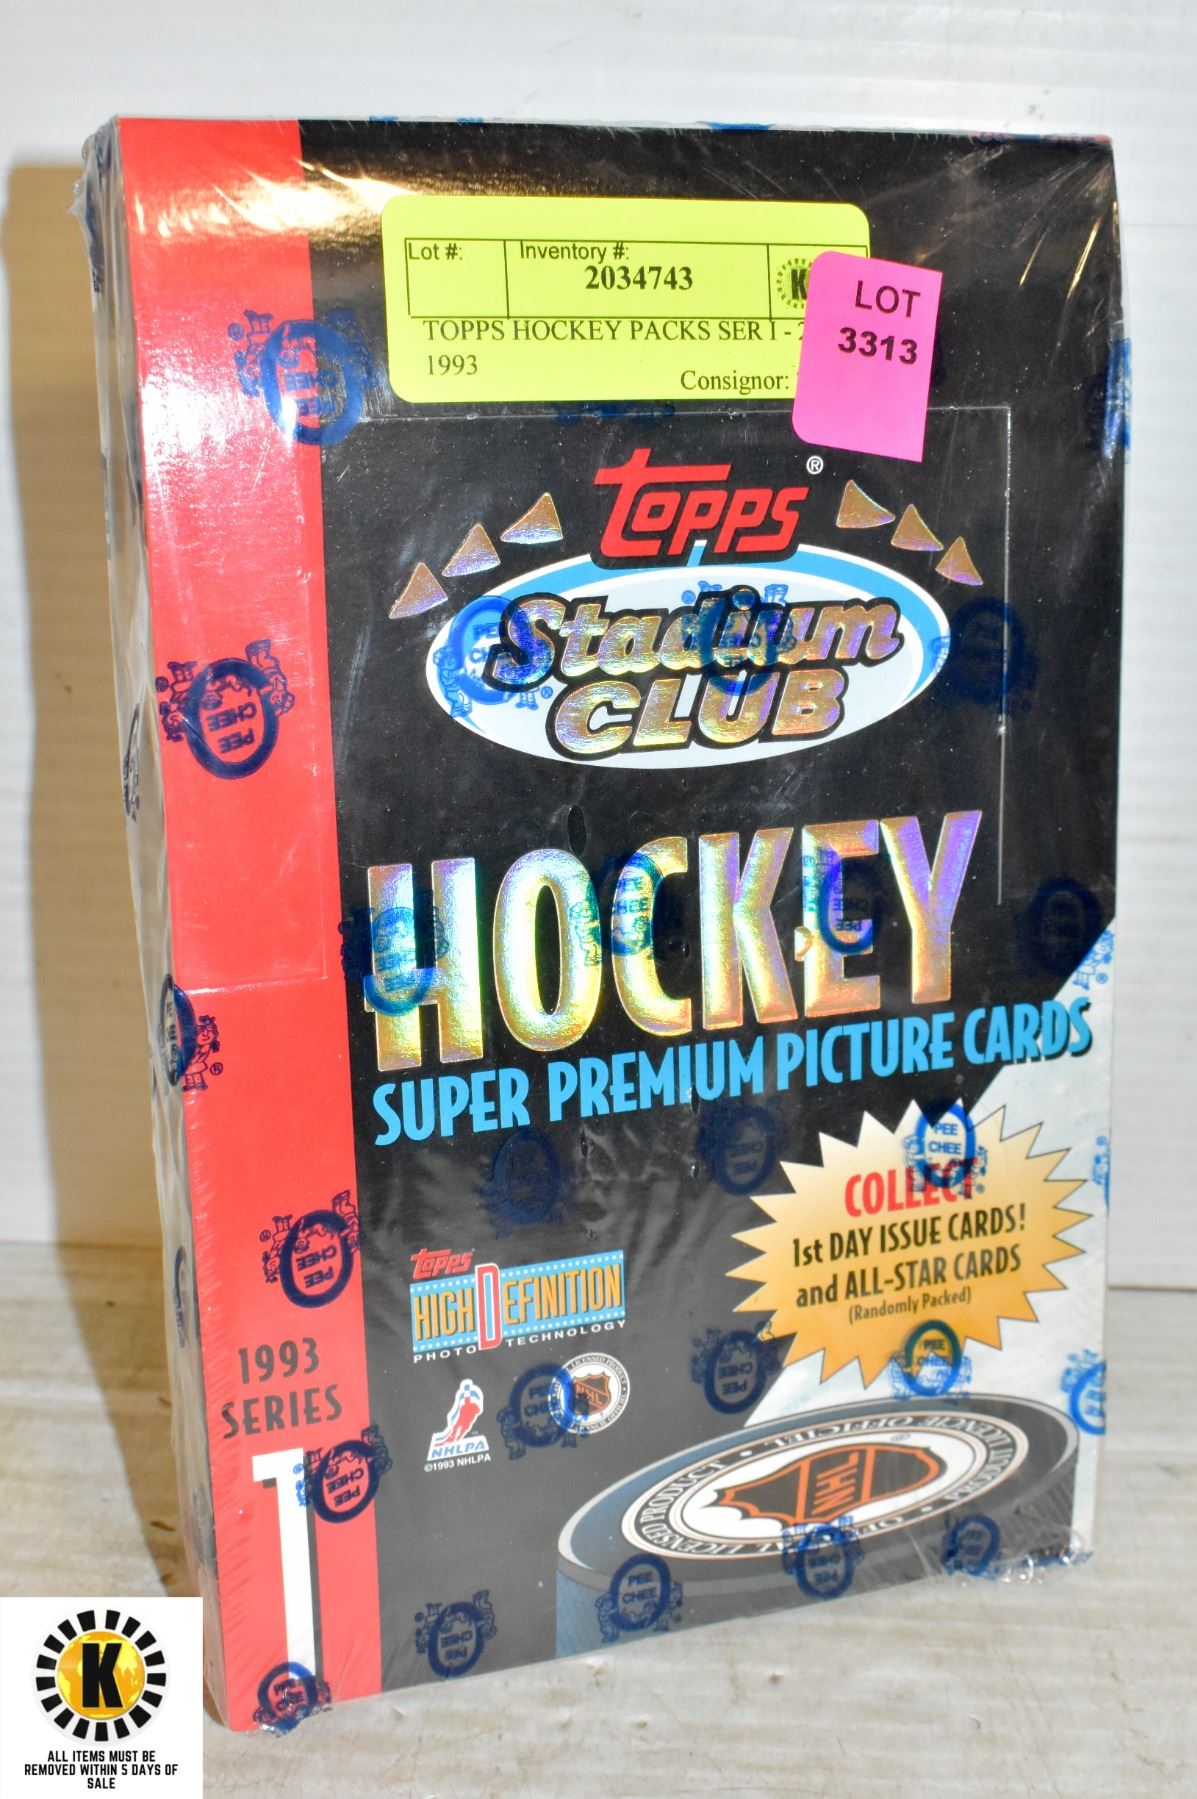 Lot #:
Inventory #:
2034743
K
TOPPS HOCKEY PACKS SER I -
1993
Consignor:
LOT
3313
TOPPS ®
Stadium
CLUB
HOCKEY
SUPER PREMIUM PICTURE CARDS
COLLECT:
1st DAY ISSUE CARDS!
and ALL-STAR CARDS
(Randomly Packed)
TOPPS
HIGH DEFINITION
PHOTO TECHNOLOGY
NHLPA
©1993 NHLPA
NHL
1993
SERIES
1
PEE
CHEE
K
ALL ITEMS MUST BE
REMOVED WITHIN 5 DAYS OF
SALE